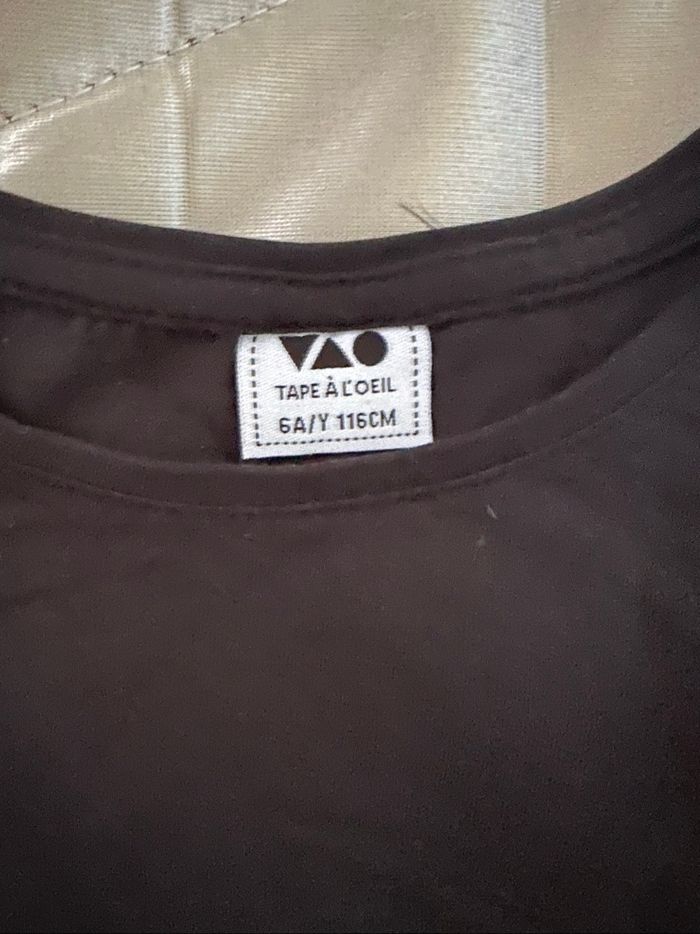 TAPE À L'OEIL
6A/Y 116CM